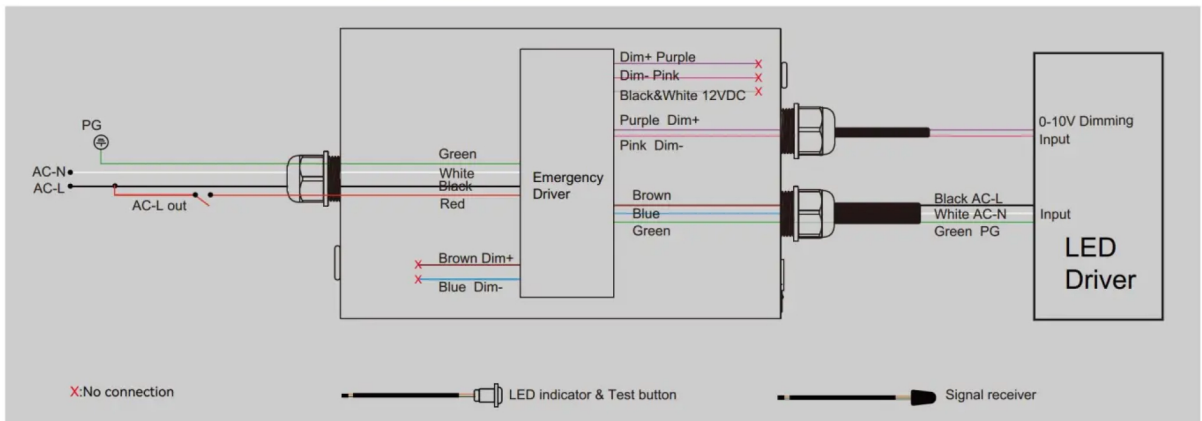 Dim+ Purple
Dim- Pink
Black&White 12VDC
Purple Dim+
Pink Dim-
0-10V Dimming
Input
PG
AC-N
AC-L
AC-L out
Green
White
Black
Red
Emergency
Driver
Brown
Blue
Green
Black AC-L
White AC-N
Green PG
Input
LED
Driver
Brown Dim+
Blue Dim-
X:No connection
LED indicator & Test button
Signal receiver